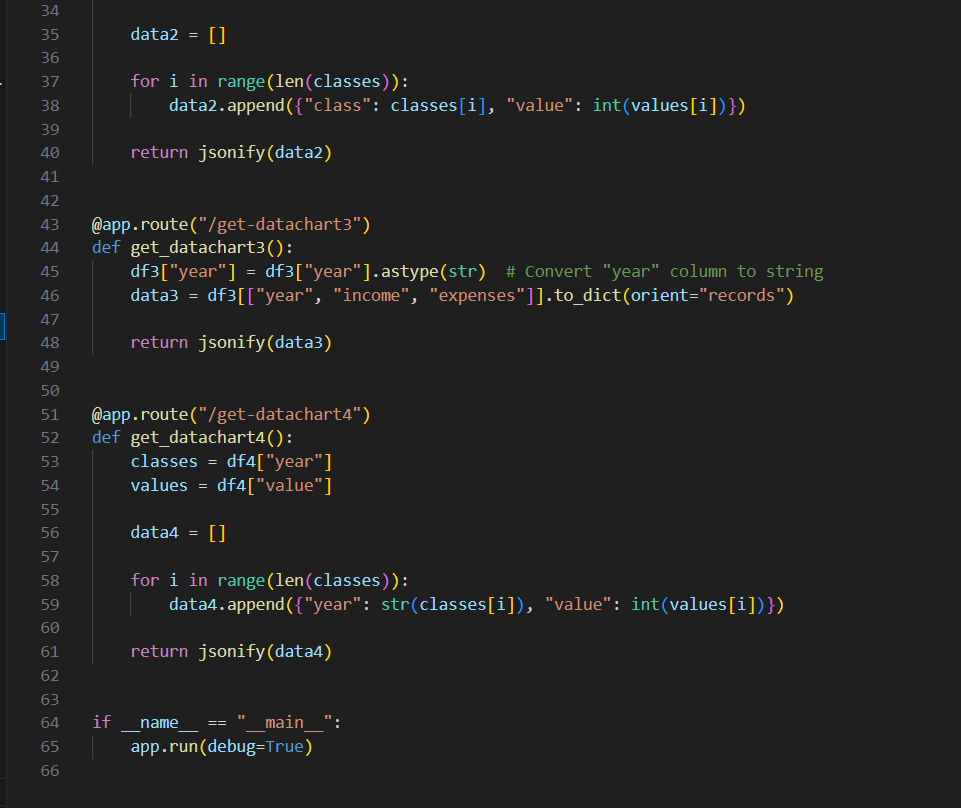 34
35 data2 = []
36
37 for i in range(len(classes)):
38 data2.append({"class": classes[i], "value": int(values[i])})
39
40 return jsonify(data2)
41
42
43 @app.route("/get-datachart3")
44 def get_datachart3():
45 df3["year"] = df3["year"].astype(str)  # Convert "year" column to string
46 data3 = df3[["year", "income", "expenses"]].to_dict(orient="records")
47
48 return jsonify(data3)
49
50
51 @app.route("/get-datachart4")
52 def get_datachart4():
53 classes = df4["year"]
54 values = df4["value"]
55
56 data4 = []
57
58 for i in range(len(classes)):
59 data4.append({"year": str(classes[i]), "value": int(values[i])})
60
61 return jsonify(data4)
62
63
64 if __name__ == "__main__":
65 app.run(debug=True)
66